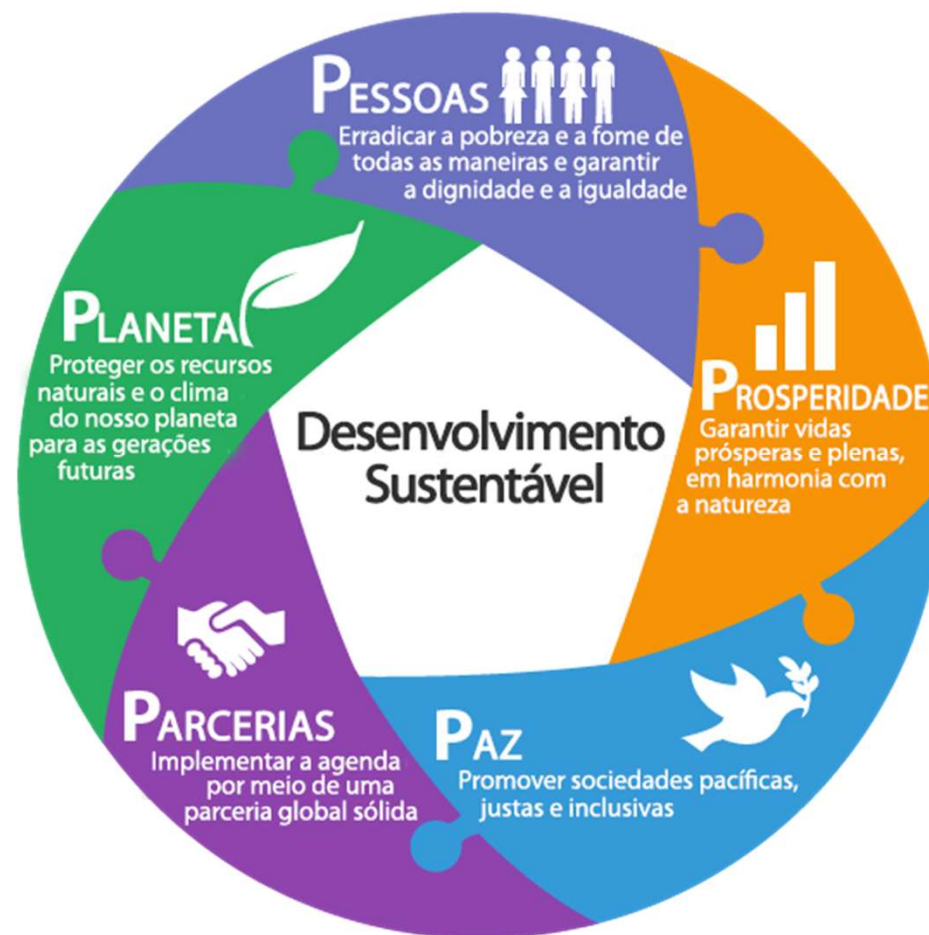 PESSOAS
Erradicar a pobreza e a fome de
todas as maneiras e garantir
a dignidade e a igualdade
PROSPERIDADE
Garantir vidas
prósperas e plenas,
em harmonia com
a natureza
PAZ
Promover sociedades pacíficas,
justas e inclusivas
PARCERIAS
Implementar a agenda
por meio de uma
parceria global sólida
PLANETA
Proteger os recursos
naturais e o clima
do nosso planeta
para as gerações
futuras
Desenvolvimento
Sustentável